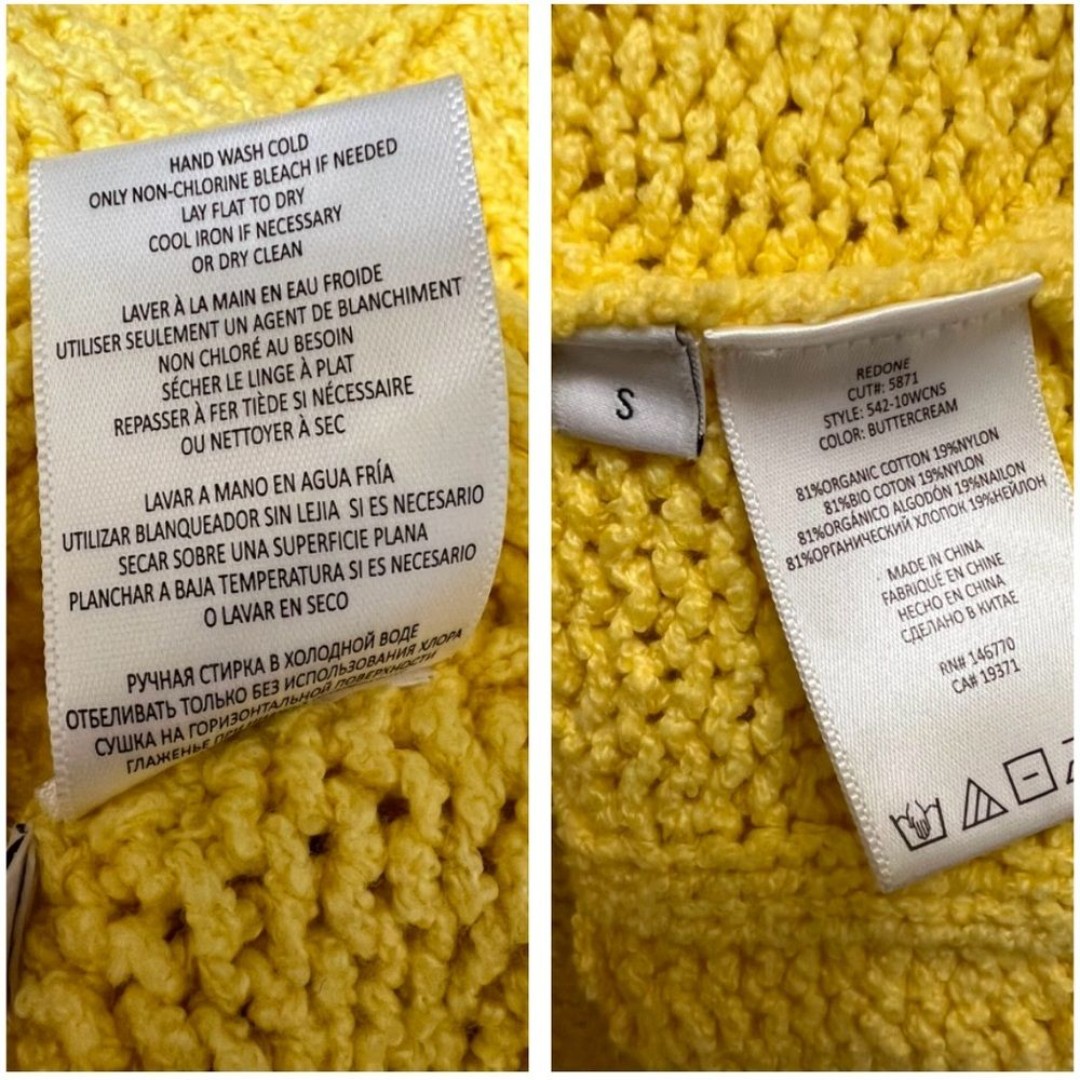 HAND WASH COLD
ONLY NON-CHLORINE BLEACH IF NEEDED
LAY FLAT TO DRY
COOL IRON IF NECESSARY
OR DRY CLEAN
LAVER À LA MAIN EN EAU FROIDE
UTILISER SEULEMENT UN AGENT DE BLANCHIMENT
NON CHLORÉ AU BESOIN
SÉCHER LE LINGE À PLAT
REPASSER À FER TIÈDE SI NÉCESSAIRE
OU NETTOYER À SEC
LAVAR A MANO EN AGUA FRÍA
UTILIZAR BLANQUEADOR SIN LEJIA SI ES NECESARIO
SECAR SOBRE UNA SUPERFICIE PLANA
PLANCHAR A BAJA TEMPERATURA SI ES NECESARIO
O LAVAR EN SECO
РУЧНАЯ СТИРКА В ХОЛОДНОЙ ВОДЕ
ОТБЕЛИВАТЬ ТОЛЬКО БЕЗ ИСПОЛЬЗОВАНИЯ ХЛОРА
СУШКА НА ГОРИЗОНТАЛЬНОЙ ПОВЕРХНОСТИ
ГЛАЖЕНЬЕ
S
REDONE
CUT#: 5871
STYLE: 542-10WCNS
COLOR: BUTTERCREAM
81%ORGANIC COTTON 19%NYLON
81%BIO COTON 19%NYLON
81%ORGÁNICO ALGODÓN 19%NAILON
81%ОРГАНИЧЕСКИЙ ХЛОПОК 19%НЕЙЛОН
MADE IN CHINA
FABRIQUÉ EN CHINE
HECHO EN CHINA
СДЕЛАНО В КИТАЕ
RN# 146770
CA# 19371